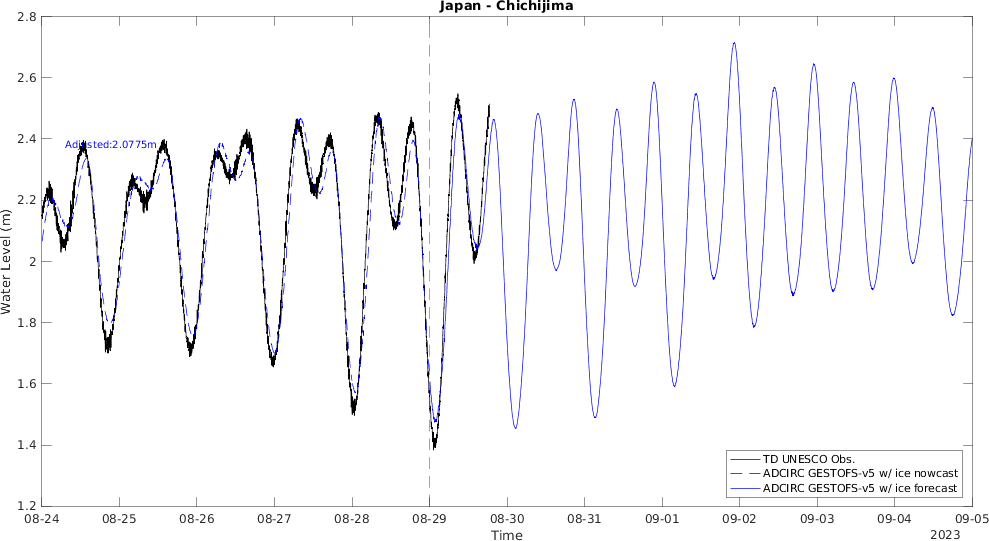 Japan - Chichijima
2.8
2.6
2.4
2.2
2
1.8
1.6
1.4
1.2
Water Level (m)
Adjusted:2.0775m
TD UNESCO Obs.
ADCIRC GESTOFS-v5 w/ ice nowcast
ADCIRC GESTOFS-v5 w/ ice forecast
08-24 08-25 08-26 08-27 08-28 08-29 08-30 08-31 09-01 09-02 09-03 09-04 09-05
Time
2023